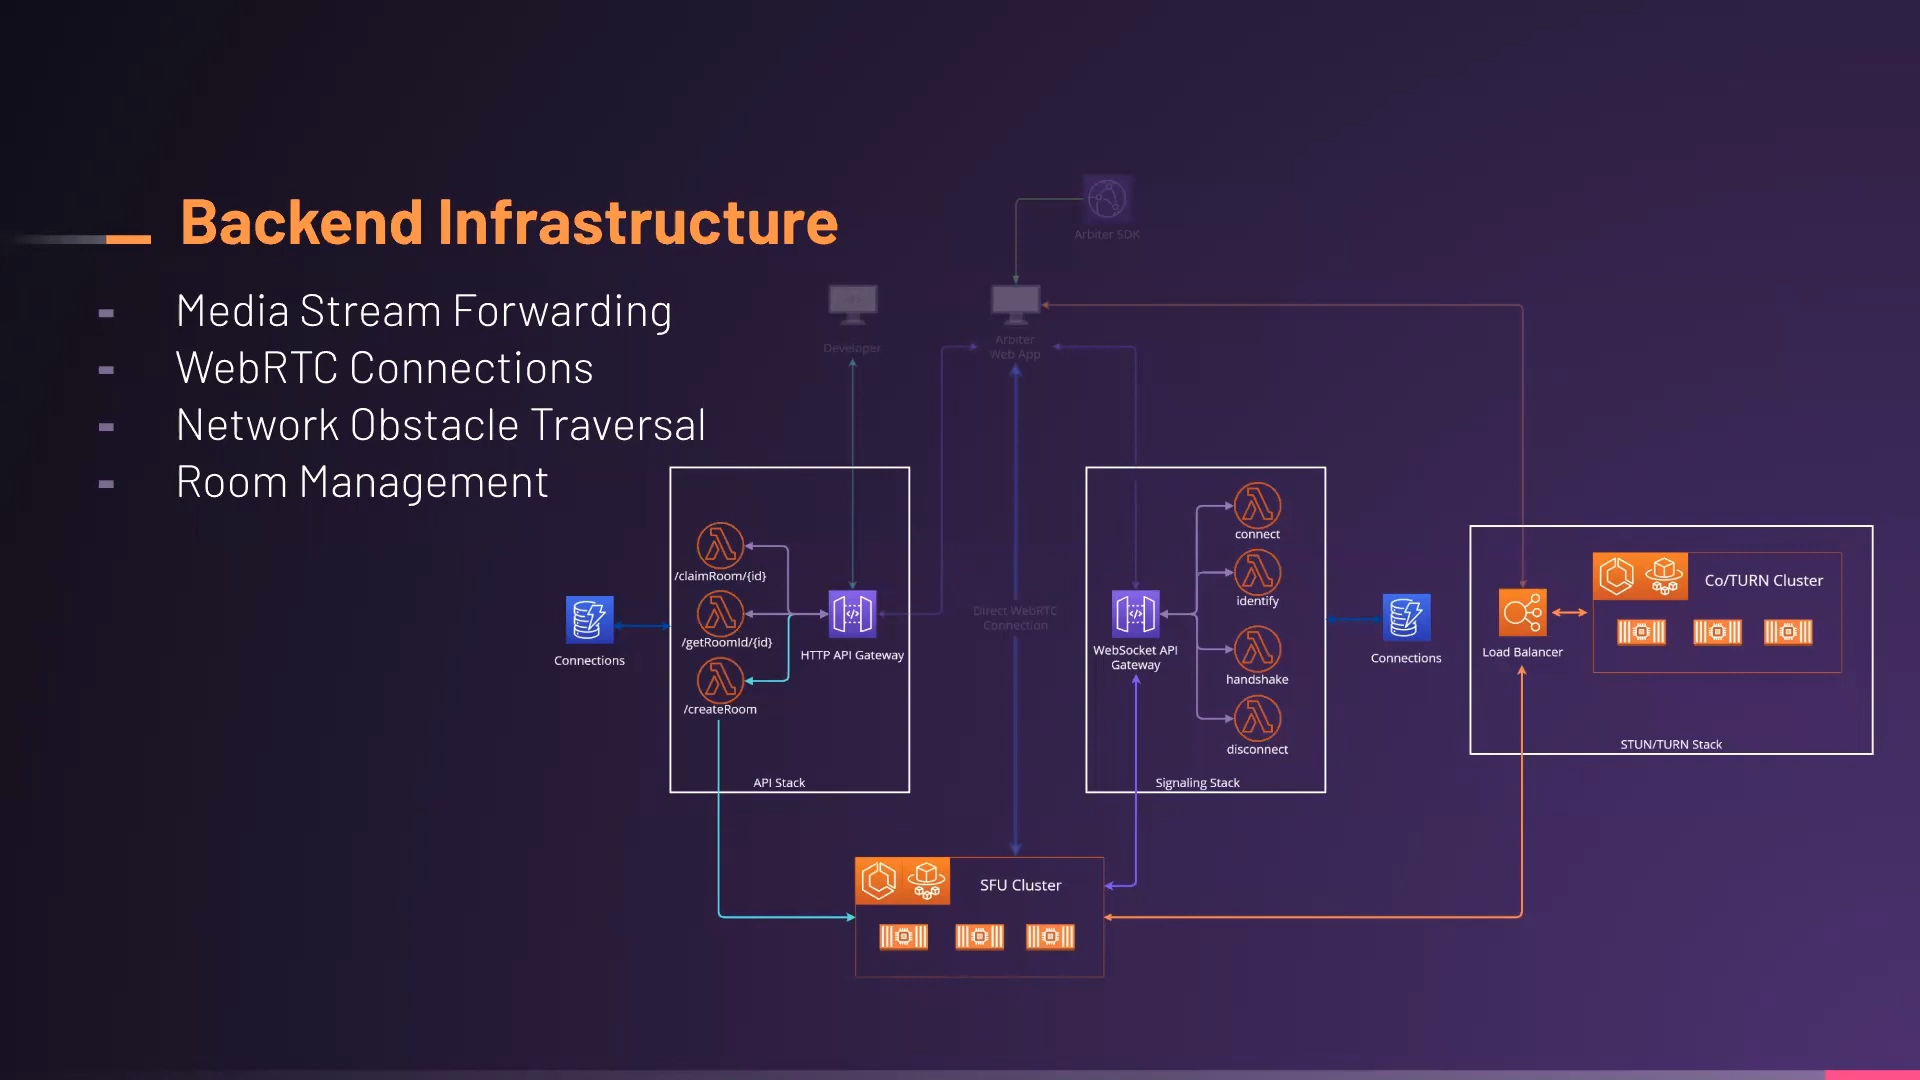 Backend Infrastructure
- Media Stream Forwarding
- WebRTC Connections
- Network Obstacle Traversal
- Room Management
Arbiter SDK
Developer
Arbiter
Web App
Direct WebRTC
Connection
Connections
/claimRoom/{id}
/getRoomId/{id}
/createRoom
HTTP API Gateway
API Stack
WebSocket API
Gateway
connect
identify
handshake
disconnect
Signaling Stack
Connections
Load Balancer
Co/TURN Cluster
STUN/TURN Stack
SFU Cluster